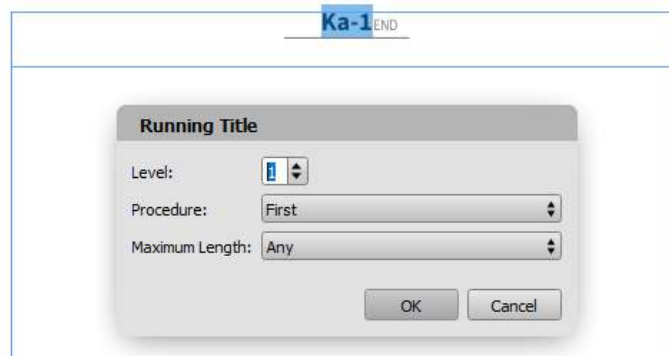 Ka-1END
Running Title
Level: 1
Procedure: First
Maximum Length: Any
OK Cancel